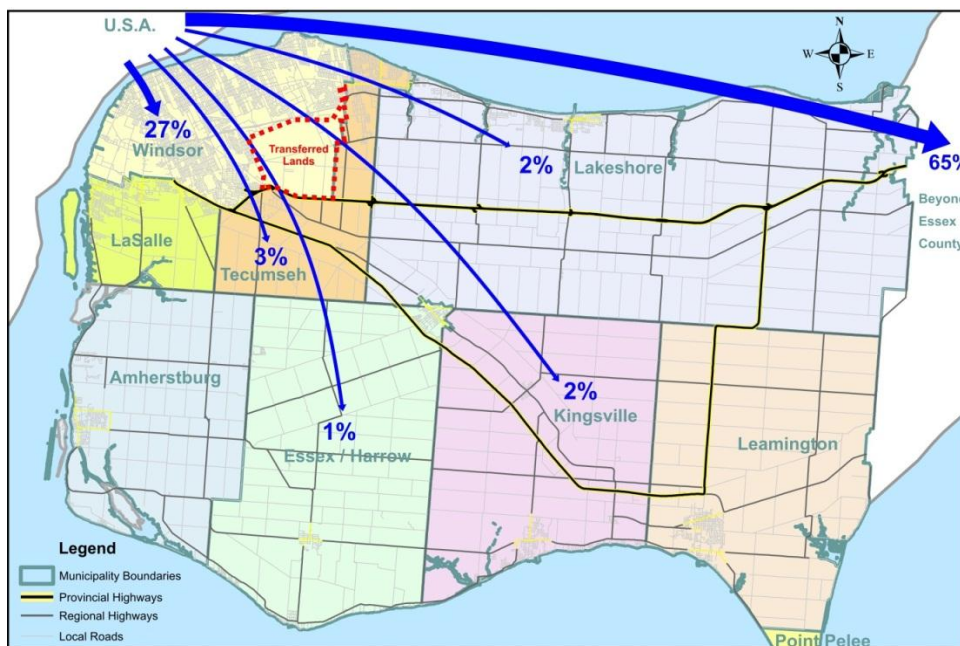 U.S.A.
N
W
E
S
27%
Windsor
Transferred
Lands
2%
Lakeshore
65%
Beyond
Essex
County
LaSalle
3%
Tecumseh
Amherstburg
2%
Kingsville
1%
Essex / Harrow
Leamington
Legend
Municipality Boundaries
Provincial Highways
Regional Highways
Local Roads
Point Pelee